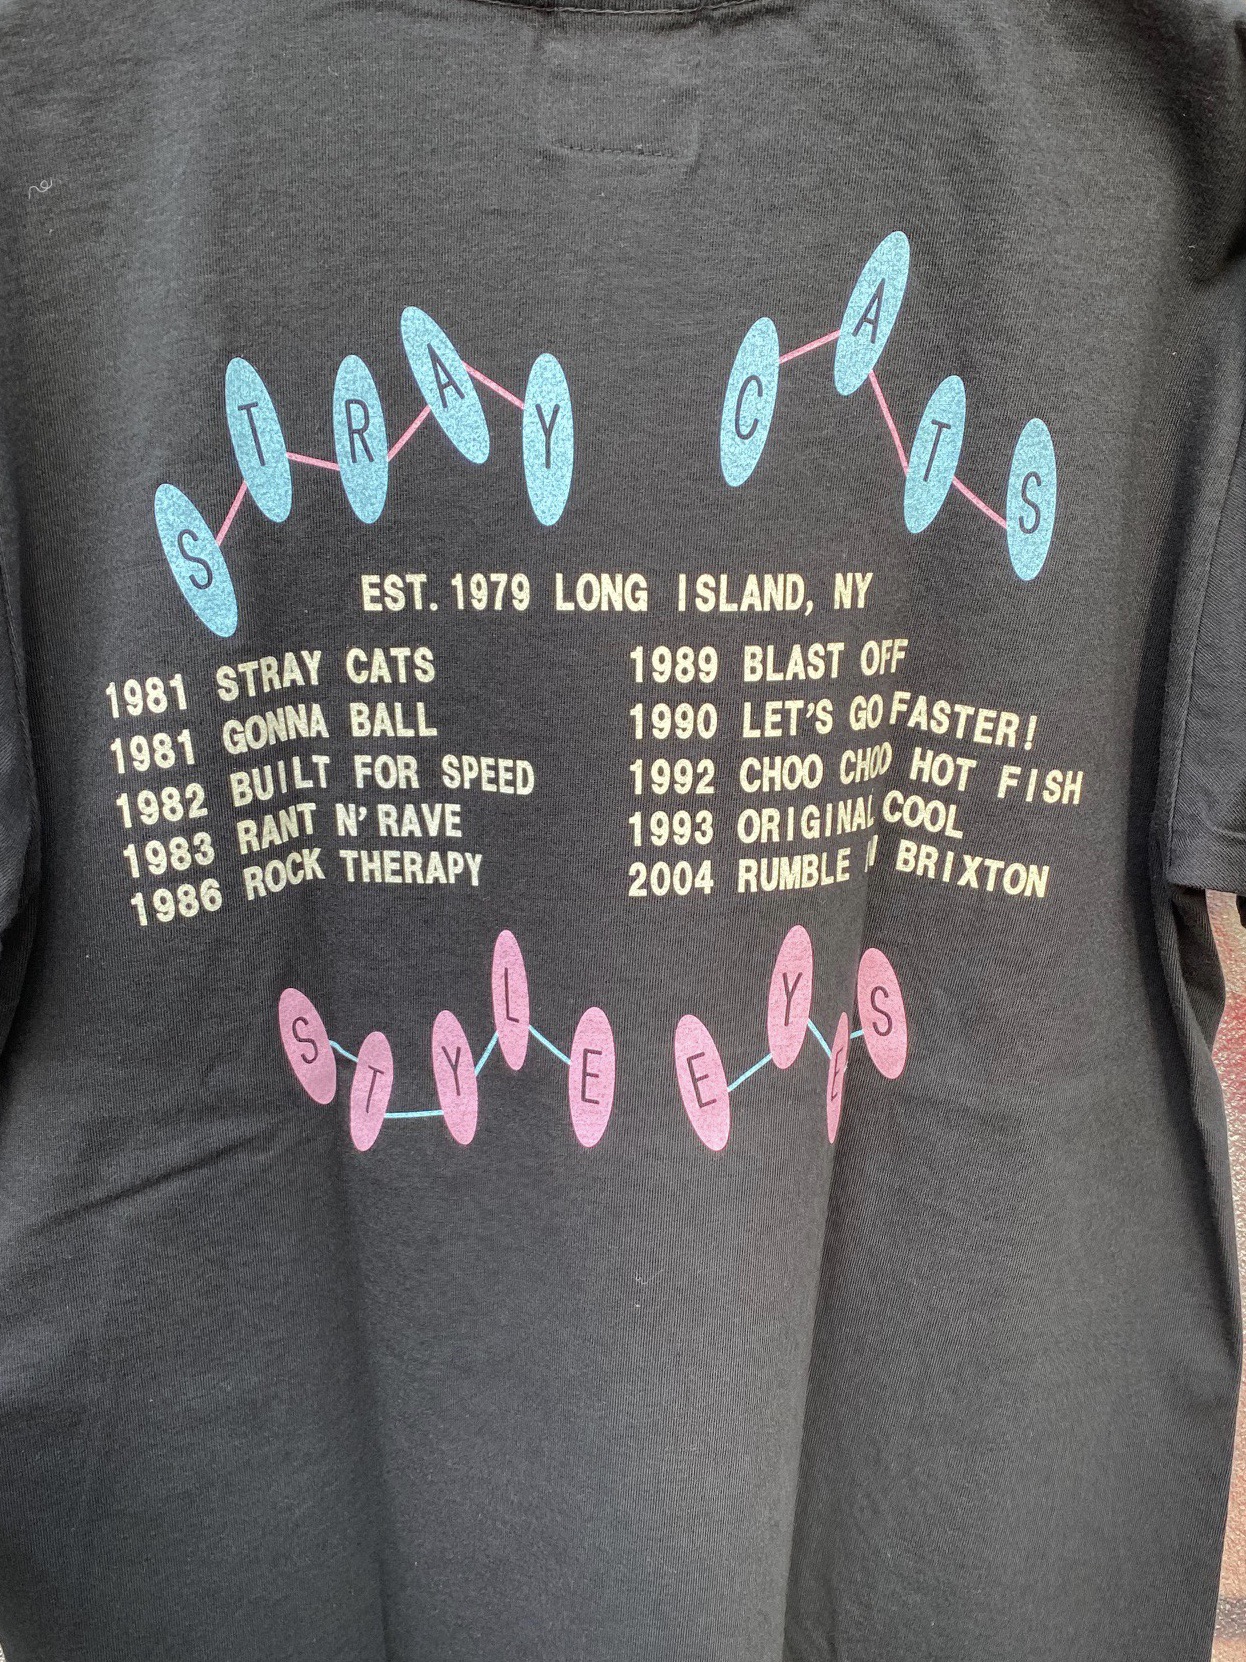 STRAY CATS
EST. 1979 LONG ISLAND, NY
1981 STRAY CATS
1981 GONNA BALL
1982 BUILT FOR SPEED
1983 RANT N' RAVE
1986 ROCK THERAPY
1989 BLAST OFF
1990 LET'S GO FASTER!
1992 CHOO CHOO HOT FISH
1993 ORIGINAL COOL
2004 RUMBLE IN BRIXTON
STYLE EYES